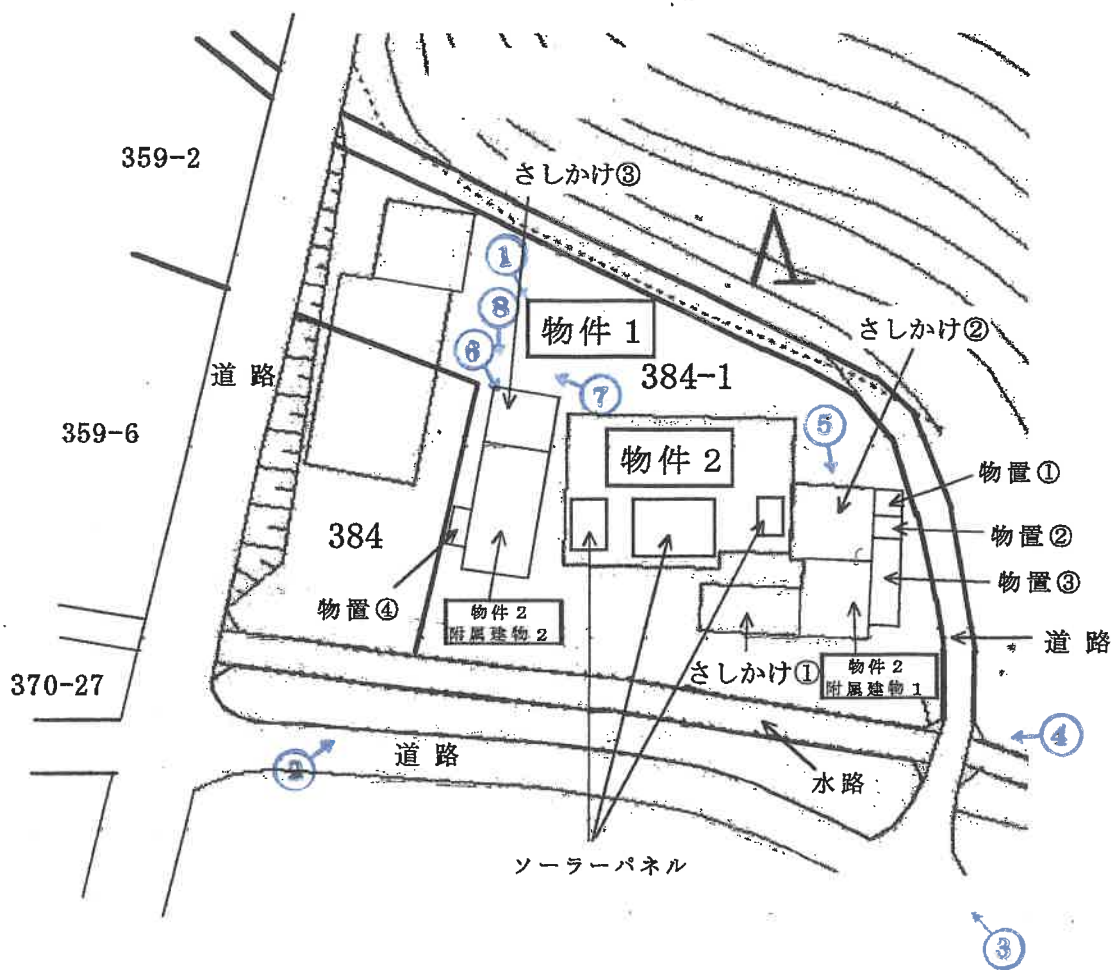 359-2
さしかけ③
①
⑧
物件 1
さしかけ②
⑥
道 路
384-1
⑦
359-6
⑤
物件 2
物置①
384
物置②
物置③
物置④
物件 2
附属建物 2
道 路
370-27
さしかけ①
物件 2
附属建物 1
④
②
道 路
水路
ソーラーパネル
③